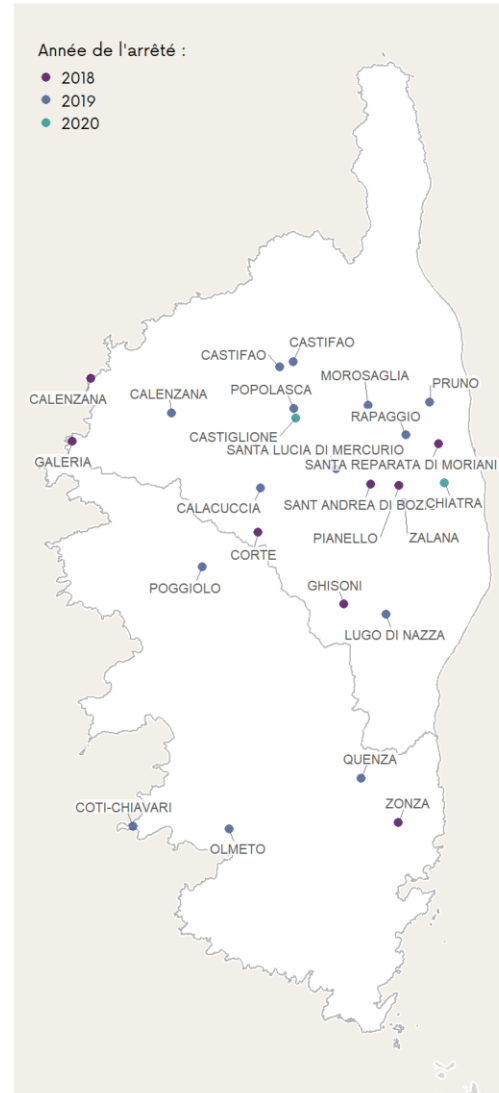 Année de l'arrêté :
2018
2019
2020
CASTIFAO
CASTIFAO
MOROSAGLIA
PRUNO
CALENZANA
CALENZANA
POPOLASCA
RAPAGGIO
CASTIGLIONE
SANTA LUCIA DI MERCURIO
GALERIA
SANTA REPARATA DI MORIANI
CALACUCCIA
SANT ANDREA DI BOZC
CHIATRA
PIANELLO
ZALANA
CORTE
POGGIOLO
GHISONI
LUGO DI NAZZA
QUENZA
COTI-CHIAVARI
ZONZA
OLMETO